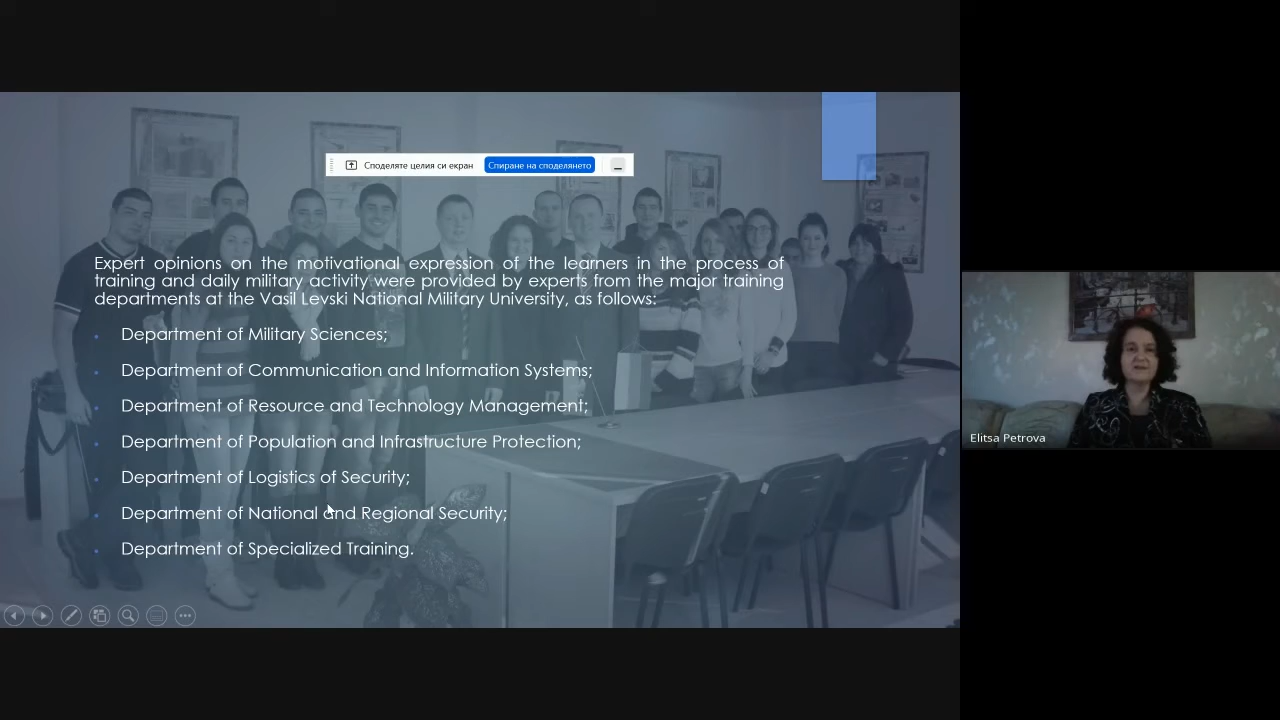 Споделяте целия си екран
Спиране на споделянето
Expert opinions on the motivational expression of the learners in the process of
training and daily military activity were provided by experts from the major training
departments at the Vasil Levski National Military University, as follows:
Department of Military Sciences;
Department of Communication and Information Systems;
Department of Resource and Technology Management;
Department of Population and Infrastructure Protection;
Department of Logistics of Security;
Department of National and Regional Security;
Department of Specialized Training.
Elitsa Petrova